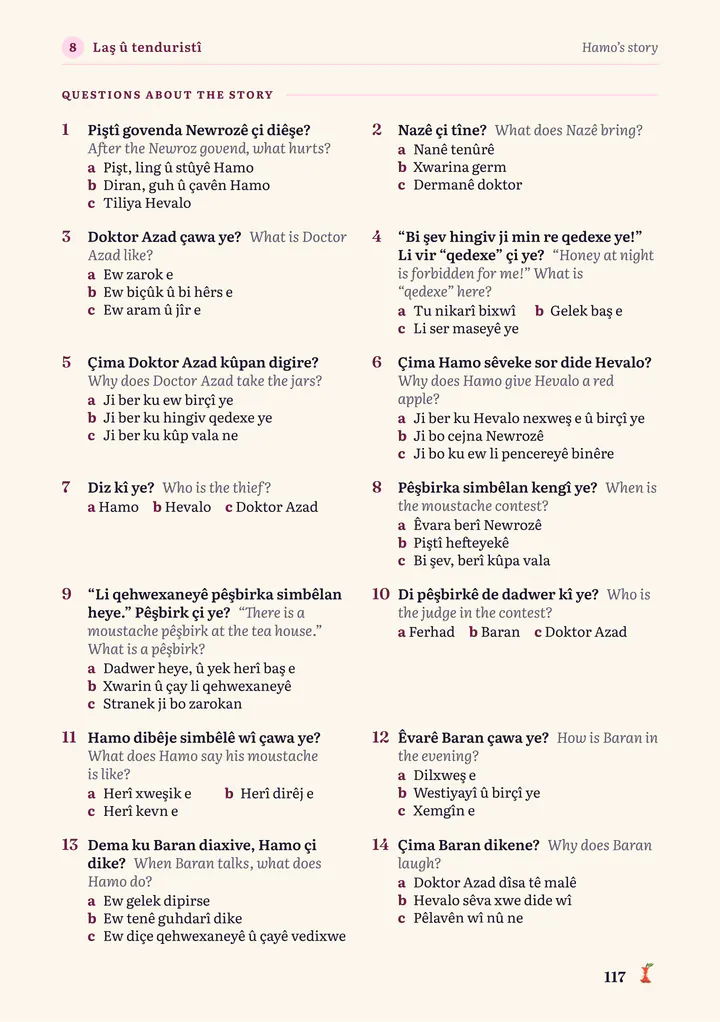 8 Laş û tenduristî
Hamo's story
QUESTIONS ABOUT THE STORY
1 Piştî govenda Newrozê çi diêşe?
After the Newroz govend, what hurts?
a Pişt, ling û stûyê Hamo
b Diran, guh û çavên Hamo
c Tiliya Hevalo
2 Nazê çi tîne? What does Nazê bring?
a Nanê tenûrê
b Xwarina germ
c Dermanê doktor
3 Doktor Azad çawa ye? What is Doctor
Azad like?
a Ew zarok e
b Ew biçûk û bi hêrs e
c Ew aram û jîr e
4 “Bi şev hingiv ji min re qedexe ye!”
Li vir “qedexe” çi ye? “Honey at night
is forbidden for me!” What is
“qedexe” here?
a Tu nikarî bixwî b Gelek baş e
c Li ser maseyê ye
5 Çima Doktor Azad kûpan digire?
Why does Doctor Azad take the jars?
a Ji ber ku ew birçî ye
b Ji ber ku hingiv qedexe ye
c Ji ber ku kûp vala ne
6 Çima Hamo sêveke sor dide Hevalo?
Why does Hamo give Hevalo a red
apple?
a Ji ber ku Hevalo nexweş e û birçî ye
b Ji bo cejna Newrozê
c Ji bo ku ew li pencereyê binêre
7 Diz kî ye? Who is the thief?
a Hamo b Hevalo c Doktor Azad
8 Pêşbirka simbêlan kengî ye? When is
the moustache contest?
a Êvara berî Newrozê
b Piştî hefteyekê
c Bi şev, berî kûpa vala
9 “Li qehwexaneyê pêşbirka simbêlan
heye.” Pêşbirk çi ye? “There is a
moustache pêşbirk at the tea house.”
What is a pêşbirk?
a Dadwer heye, û yek herî baş e
b Xwarin û çay li qehwexaneyê
c Stranek ji bo zarokan
10 Di pêşbirkê de dadwer kî ye? Who is
the judge in the contest?
a Ferhad b Baran c Doktor Azad
11 Hamo dibêje simbêlê wî çawa ye?
What does Hamo say his moustache
is like?
a Herî xweşik e b Herî dirêj e
c Herî kevn e
12 Êvarê Baran çawa ye? How is Baran in
the evening?
a Dilxweş e
b Westiyayî û birçî ye
c Xemgîn e
13 Dema ku Baran diaxive, Hamo çi
dike? When Baran talks, what does
Hamo do?
a Ew gelek dipirse
b Ew tenê guhdarî dike
c Ew diçe qehwexaneyê û çayê vedixwe
14 Çima Baran dikene? Why does Baran
laugh?
a Doktor Azad dîsa tê malê
b Hevalo sêva xwe dide wî
c Pêlavên wî nû ne
117